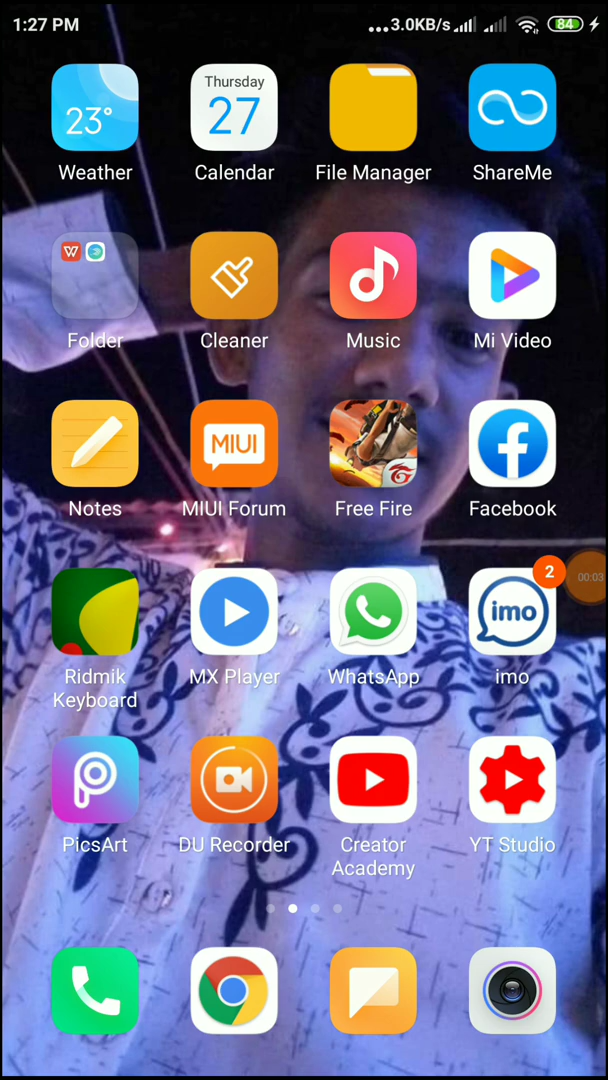 1:27 PM ...3.0KB/s 84
Thursday
23° 27
Weather Calendar File Manager ShareMe
W
Folder Cleaner Music Mi Video
MIUI
Notes MIUI Forum Free Fire Facebook
2
00:03
imo
Ridmik Keyboard MX Player WhatsApp imo
PicsArt DU Recorder Creator Academy YT Studio